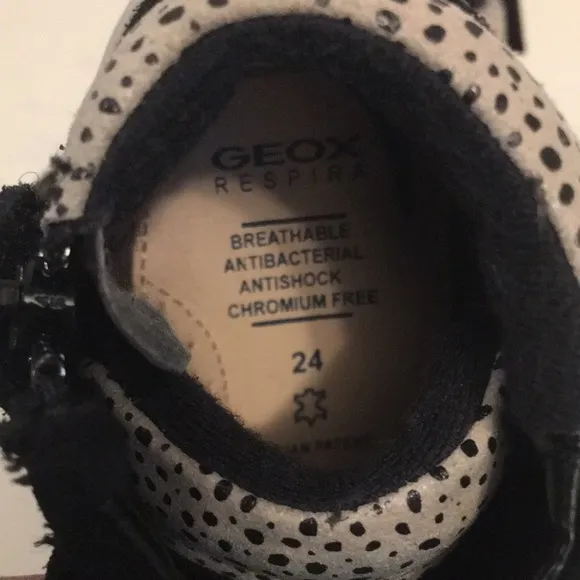 GEOX
RESPIRA
BREATHABLE
ANTIBACTERIAL
ANTISHOCK
CHROMIUM FREE
24